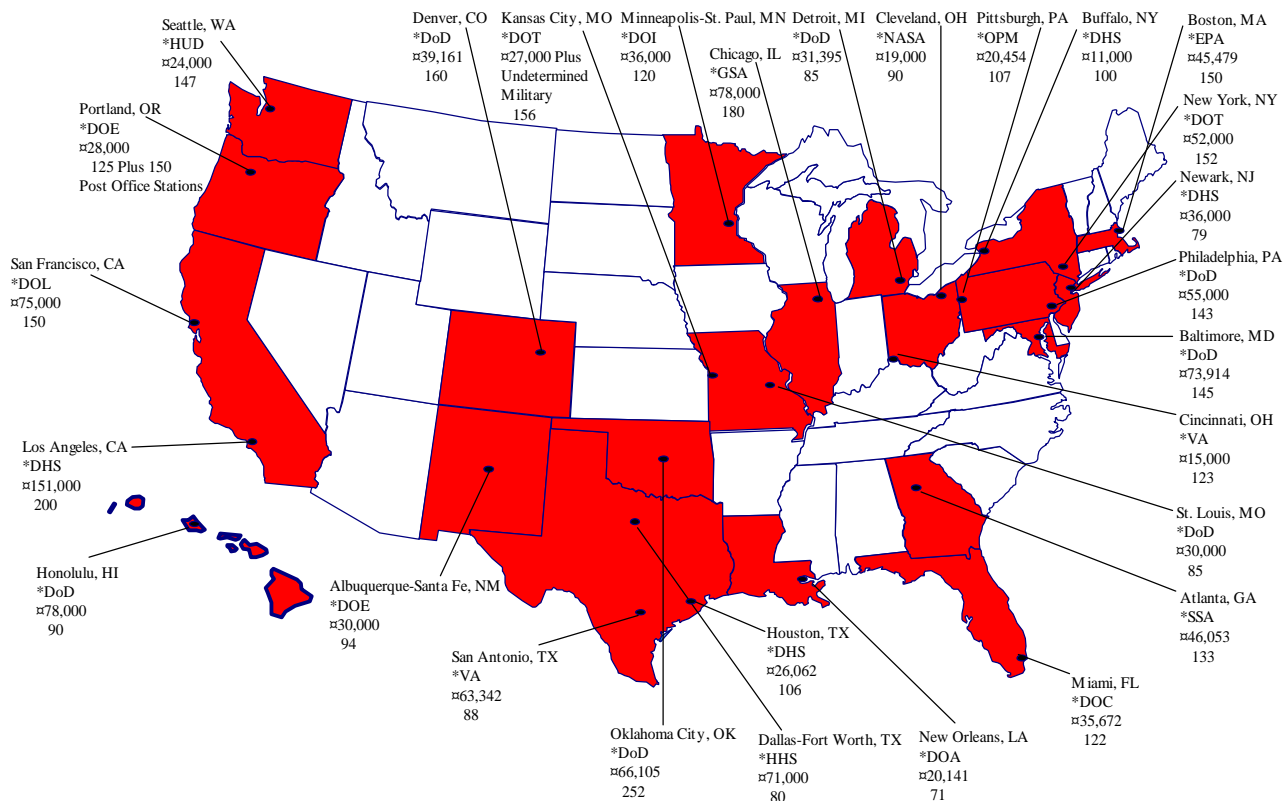 Seattle, WA
*HUD
¤24,000
147
Portland, OR
*DOE
¤28,000
125 Plus 150
Post Office Stations
San Francisco, CA
*DOL
¤75,000
150
Los Angeles, CA
*DHS
¤151,000
200
Honolulu, HI
*DoD
¤78,000
90
Denver, CO
*DoD
¤39,161
160
Kansas City, MO
*DOT
¤27,000 Plus
Undetermined
Military
156
Minneapolis-St. Paul, MN
*DOI
¤36,000
120
Chicago, IL
*GSA
¤78,000
180
Detroit, MI
*DoD
¤31,395
85
Cleveland, OH
*NASA
¤19,000
90
Pittsburgh, PA
*OPM
¤20,454
107
Buffalo, NY
*DHS
¤11,000
100
Boston, MA
*EPA
¤45,479
150
New York, NY
*DOT
¤52,000
152
Newark, NJ
*DHS
¤36,000
79
Philadelphia, PA
*DoD
¤55,000
143
Baltimore, MD
*DoD
¤73,914
145
Cincinnati, OH
*VA
¤15,000
123
St. Louis, MO
*DoD
¤30,000
85
Atlanta, GA
*SSA
¤46,053
133
Miami, FL
*DOC
¤35,672
122
Albuquerque-Santa Fe, NM
*DOE
¤30,000
94
San Antonio, TX
*VA
¤63,342
88
Oklahoma City, OK
*DoD
¤66,105
252
Houston, TX
*DHS
¤26,062
106
Dallas-Fort Worth, TX
*HHS
¤71,000
80
New Orleans, LA
*DOA
¤20,141
71